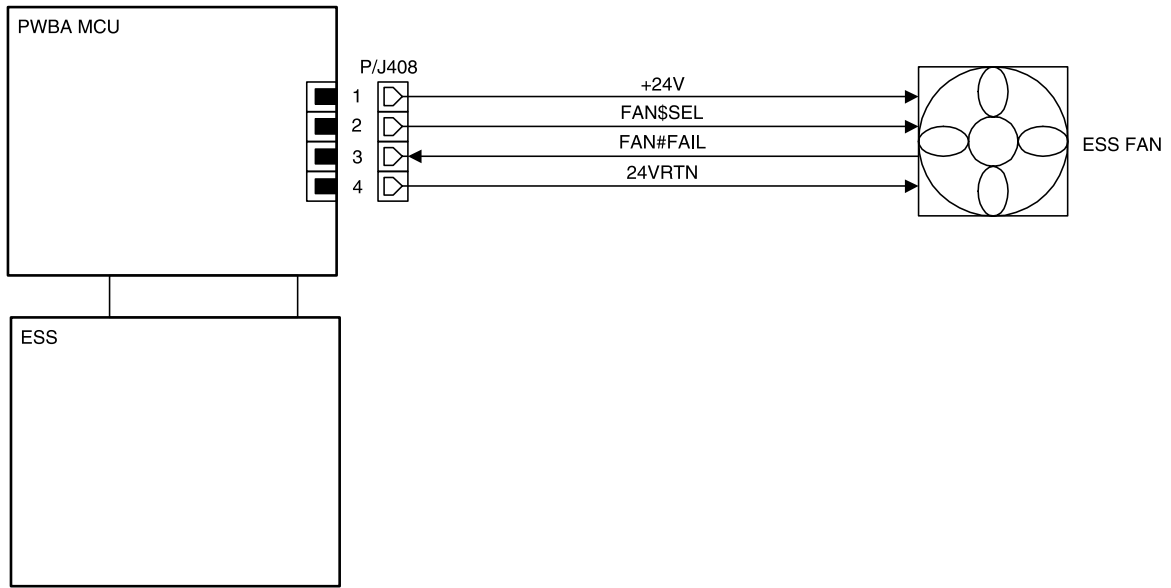 PWBA MCU
P/J408
1
+24V
2
FAN$SEL
3
FAN#FAIL
4
24VRTN
ESS FAN
ESS